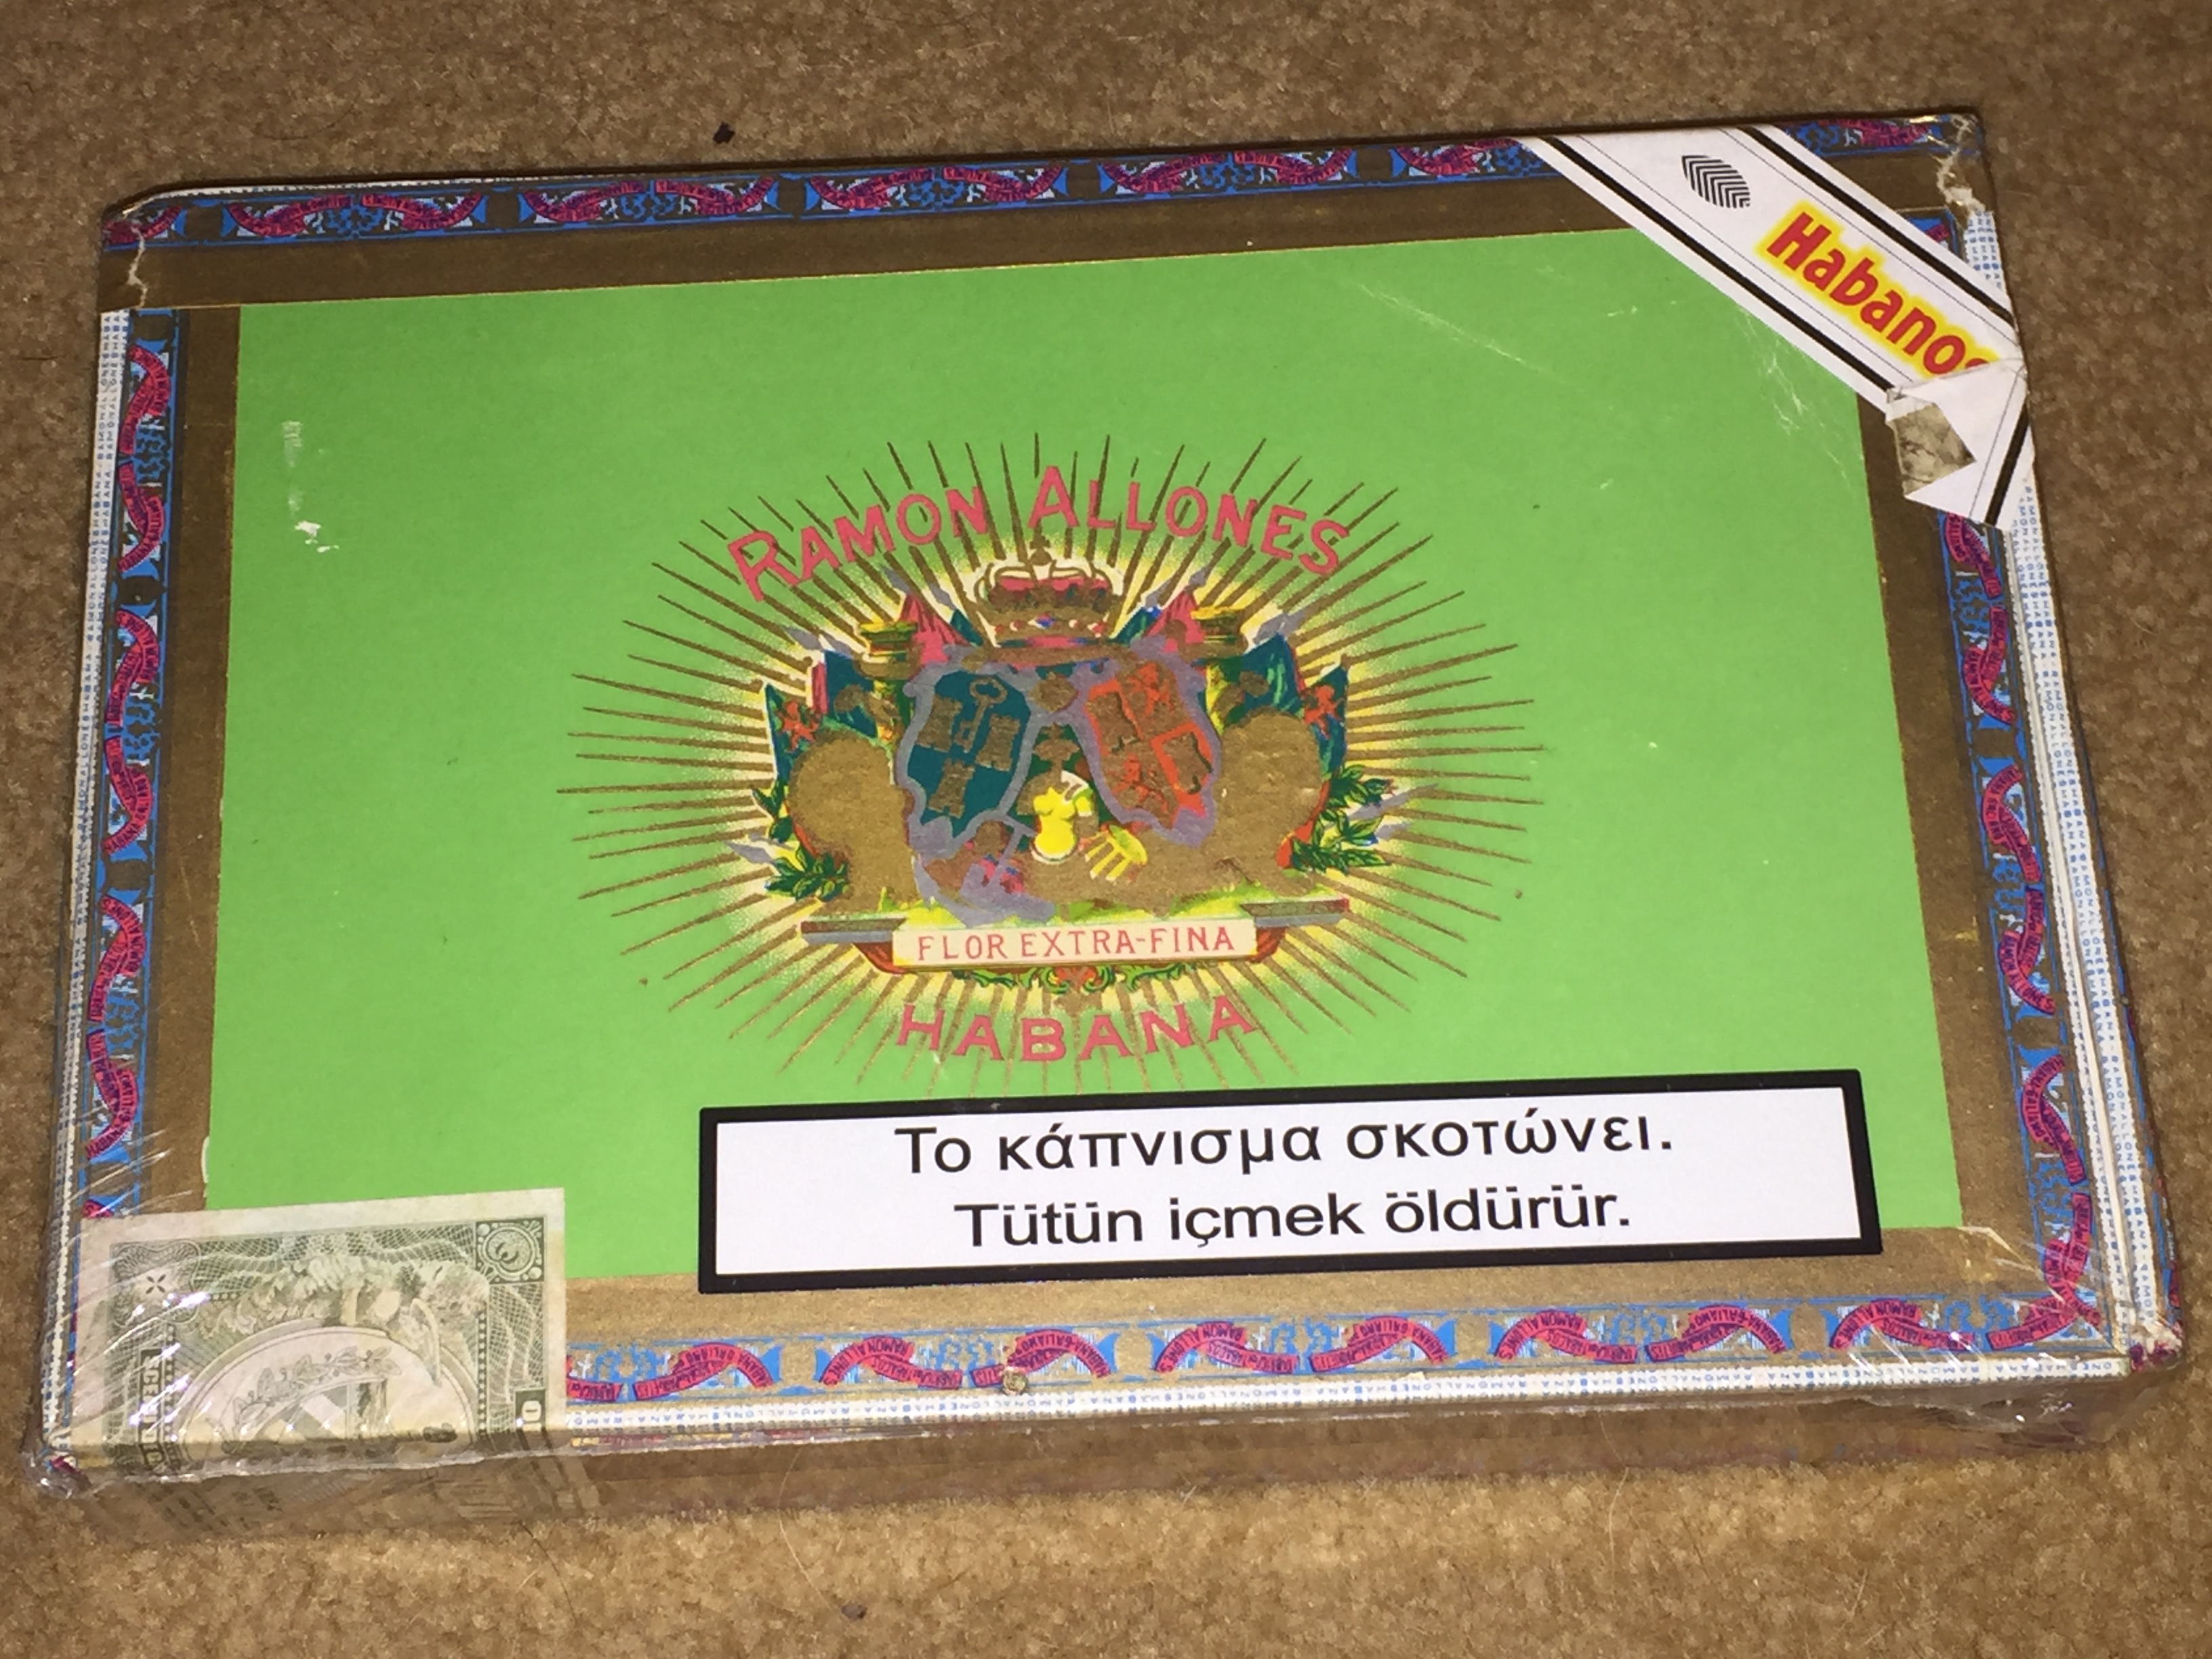 Habanos
RAMON ALLONES
FLOR EXTRA-FINA
HABANA
Το κάπνισμα σκοτώνει.
Tütün içmek öldürür.